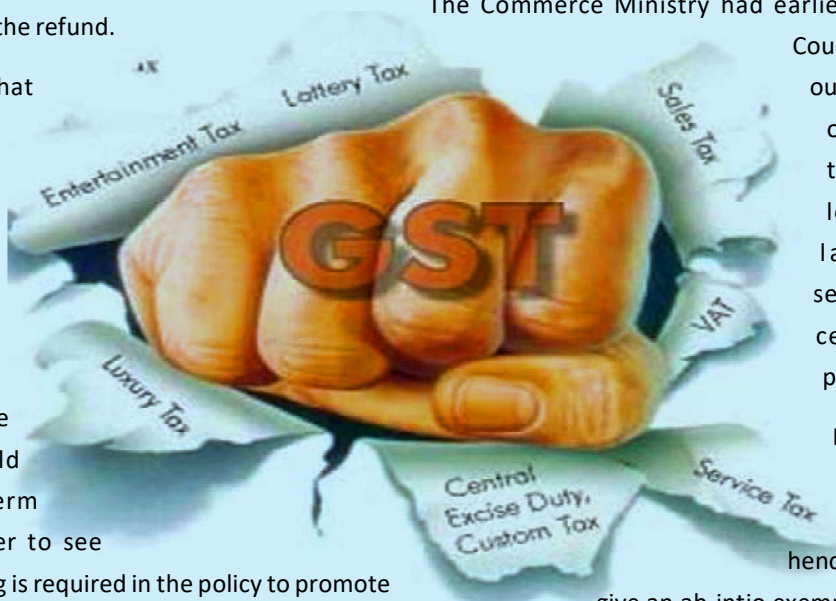 the refund.
hat
The Commerce Ministry had earlie
Cou
ou
Lottery Tax
Entertainment Tax
Sales Tax
GST
VAT
Luxury Tax
Central
Excise Duty,
Custom Tax
Service Tax
la
se
ce
p
e
ld
erm
er to see
g is required in the policy to promote
henc
give an ab-intio exemp